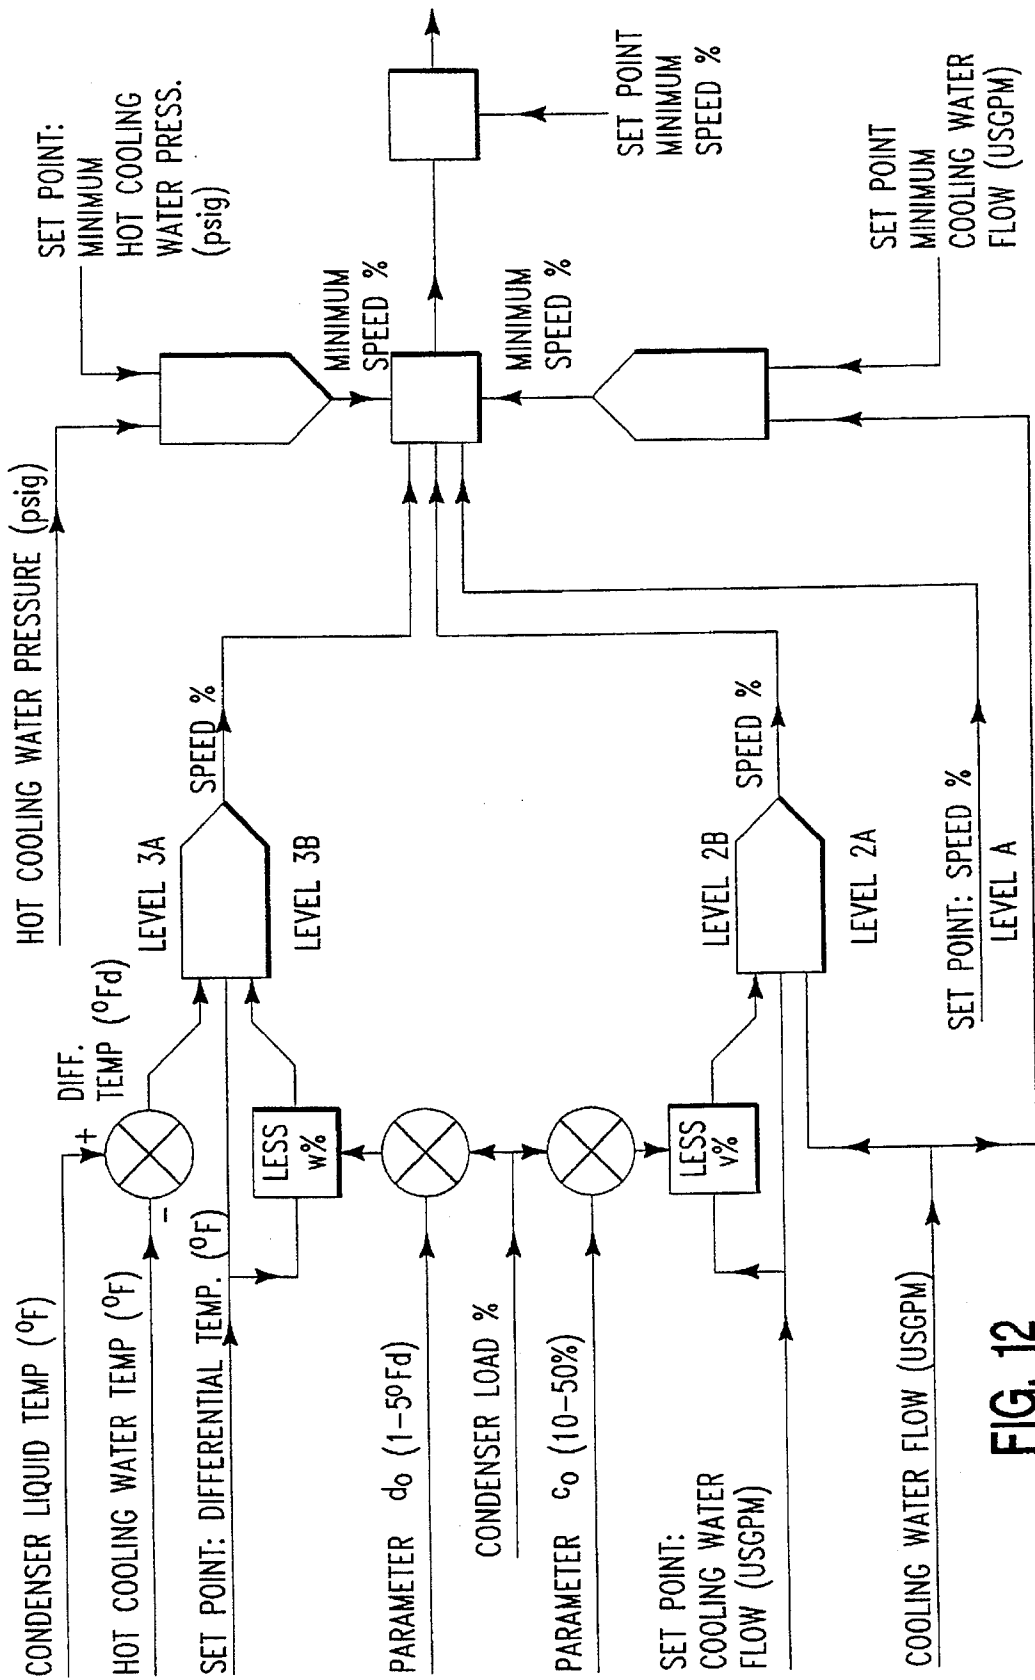 CONDENSER LIQUID TEMP (°F)
+
DIFF.
TEMP (°Fd)
HOT COOLING WATER TEMP (°F)
-
SET POINT: DIFFERENTIAL TEMP. (°F)
LESS
w%
PARAMETER d0 (1-5°Fd)
CONDENSER LOAD %
PARAMETER c0 (10-50%)
LESS
v%
SET POINT:
COOLING WATER
FLOW (USGPM)
COOLING WATER FLOW (USGPM)
HOT COOLING WATER PRESSURE (psig)
LEVEL 3A
LEVEL 3B
SPEED %
LEVEL 2B
LEVEL 2A
SPEED %
SET POINT: SPEED %
LEVEL A
SET POINT:
MINIMUM
HOT COOLING
WATER PRESS.
(psig)
MINIMUM
SPEED %
MINIMUM
SPEED %
SET POINT
MINIMUM
SPEED %
SET POINT
MINIMUM
COOLING WATER
FLOW (USGPM)
FIG. 12